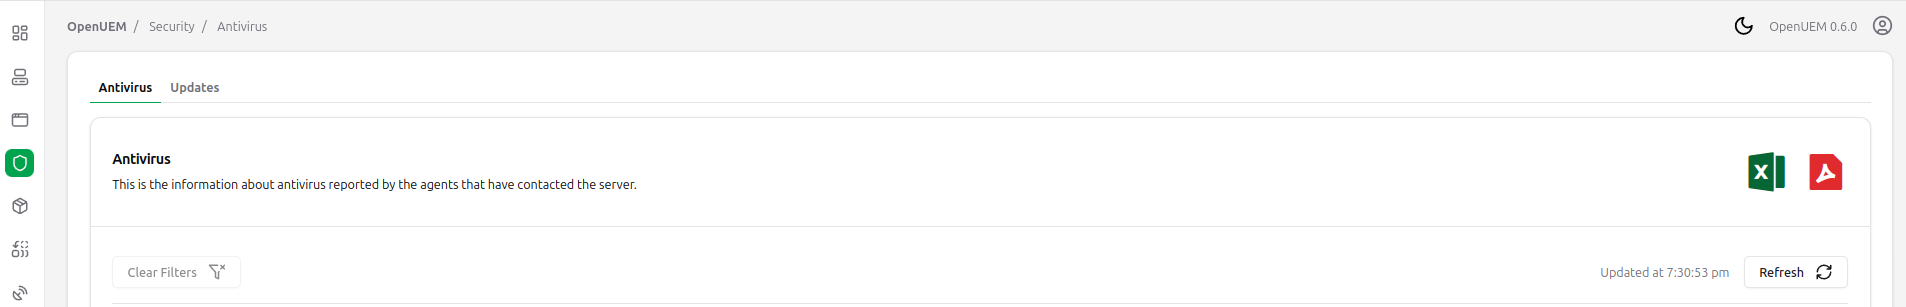 OpenUEM / Security / Antivirus
OpenUEM 0.6.0
Antivirus Updates
Antivirus
This is the information about antivirus reported by the agents that have contacted the server.
X
Clear Filters
Updated at 7:30:53 pm
Refresh